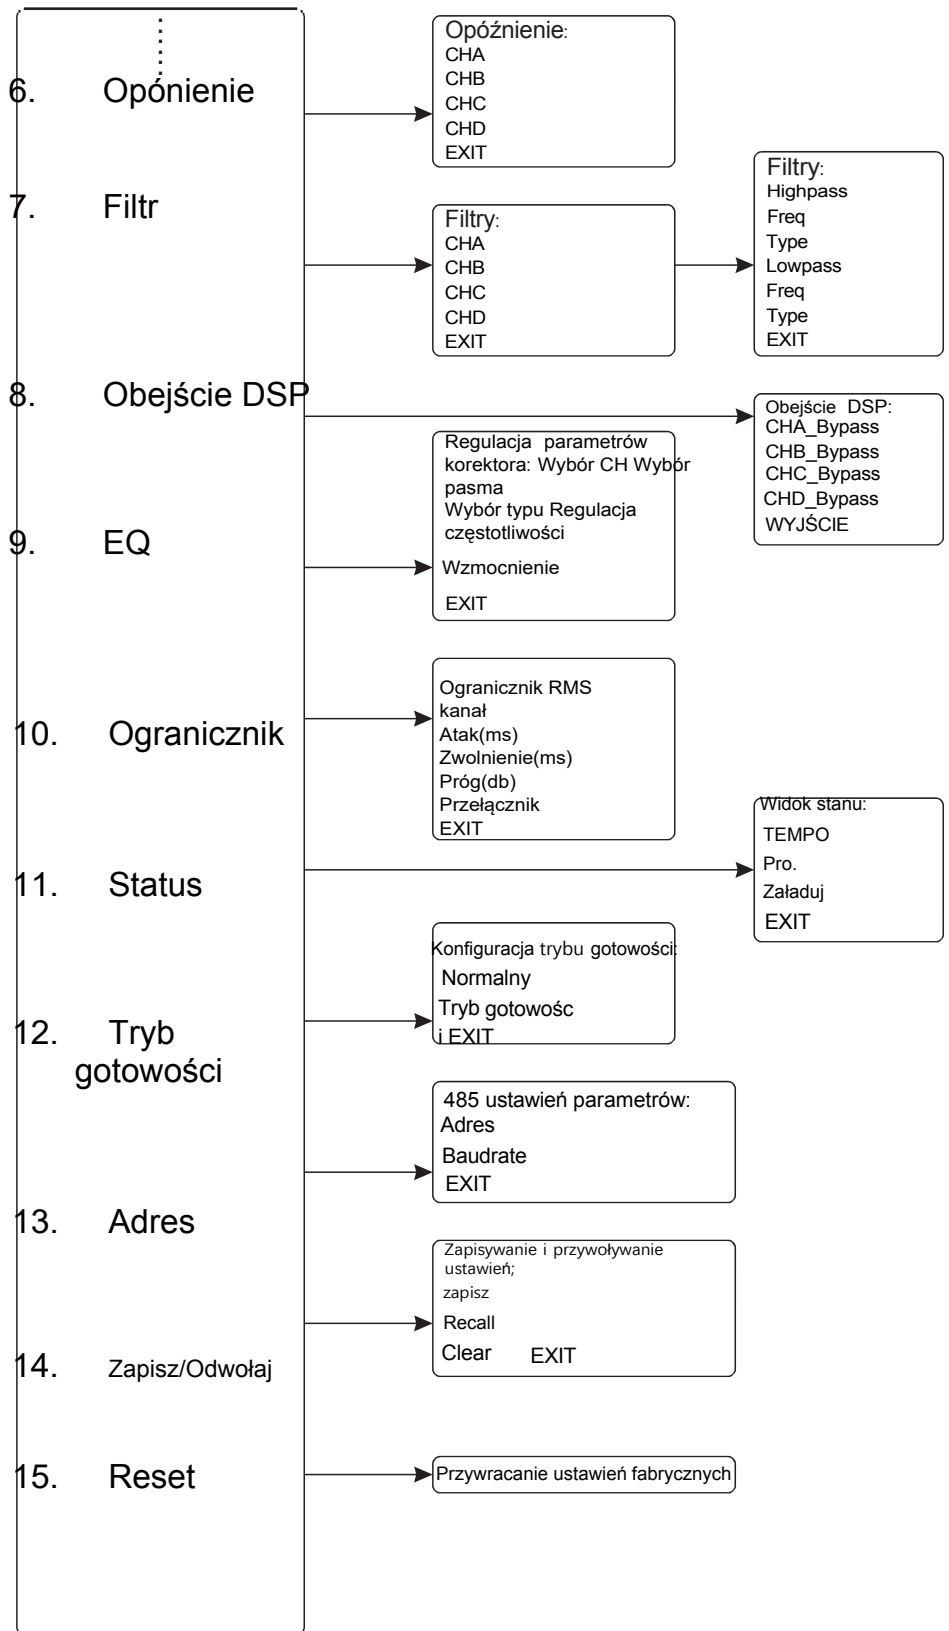 6. Opónienie
Opóźnienie:
CHA
CHB
CHC
CHD
EXIT
7. Filtr
Filtry:
CHA
CHB
CHC
CHD
EXIT
Filtry:
Highpass
Freq
Type
Lowpass
Freq
Type
EXIT
8. Obejście DSP
Obejście DSP:
CHA_Bypass
CHB_Bypass
CHC_Bypass
CHD_Bypass
WYJŚCIE
9. EQ
Regulacja parametrów
korektora: Wybór CH Wybór
pasma
Wybór typu Regulacja
częstotliwości
Wzmocnienie
EXIT
10. Ogranicznik
Ogranicznik RMS
kanał
Atak(ms)
Zwolnienie(ms)
Próg(db)
Przełącznik
EXIT
11. Status
Widok stanu:
TEMPO
Pro.
Załaduj
EXIT
12. Tryb
gotowości
Konfiguracja trybu gotowości:
Normalny
Tryb gotowośc
i EXIT
13. Adres
485 ustawień parametrów:
Adres
Baudrate
EXIT
14. Zapisz/Odwołaj
Zapisywanie i przywoływanie
ustawień;
zapisz
Recall
Clear EXIT
15. Reset
Przywracanie ustawień fabrycznych